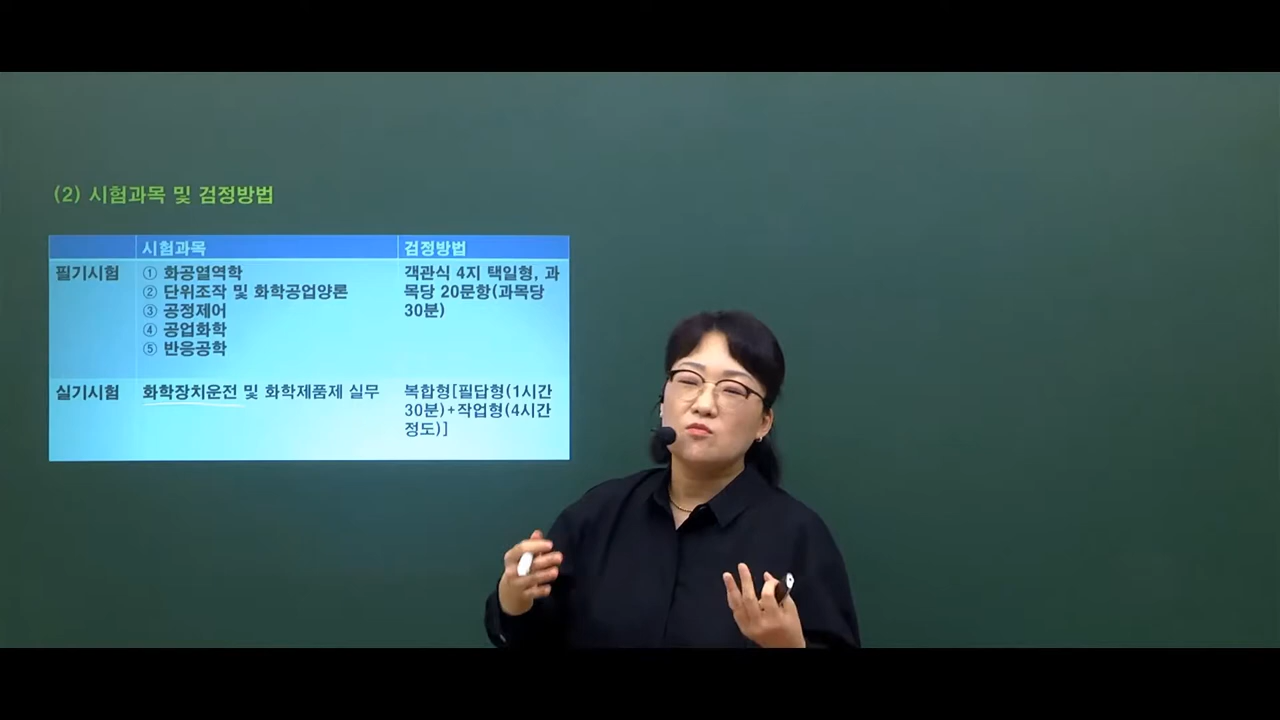 (2) 시험과목 및 검정방법
시험과목
검정방법
필기시험
① 화공열역학
② 단위조작 및 화학공업양론
③ 공정제어
④ 공업화학
⑤ 반응공학
객관식 4지 택일형, 과
목당 20문항(과목당
30분)
실기시험
화학장치운전 및 화학제품제 실무
복합형[필답형(1시간
30분)+작업형(4시간
정도)]